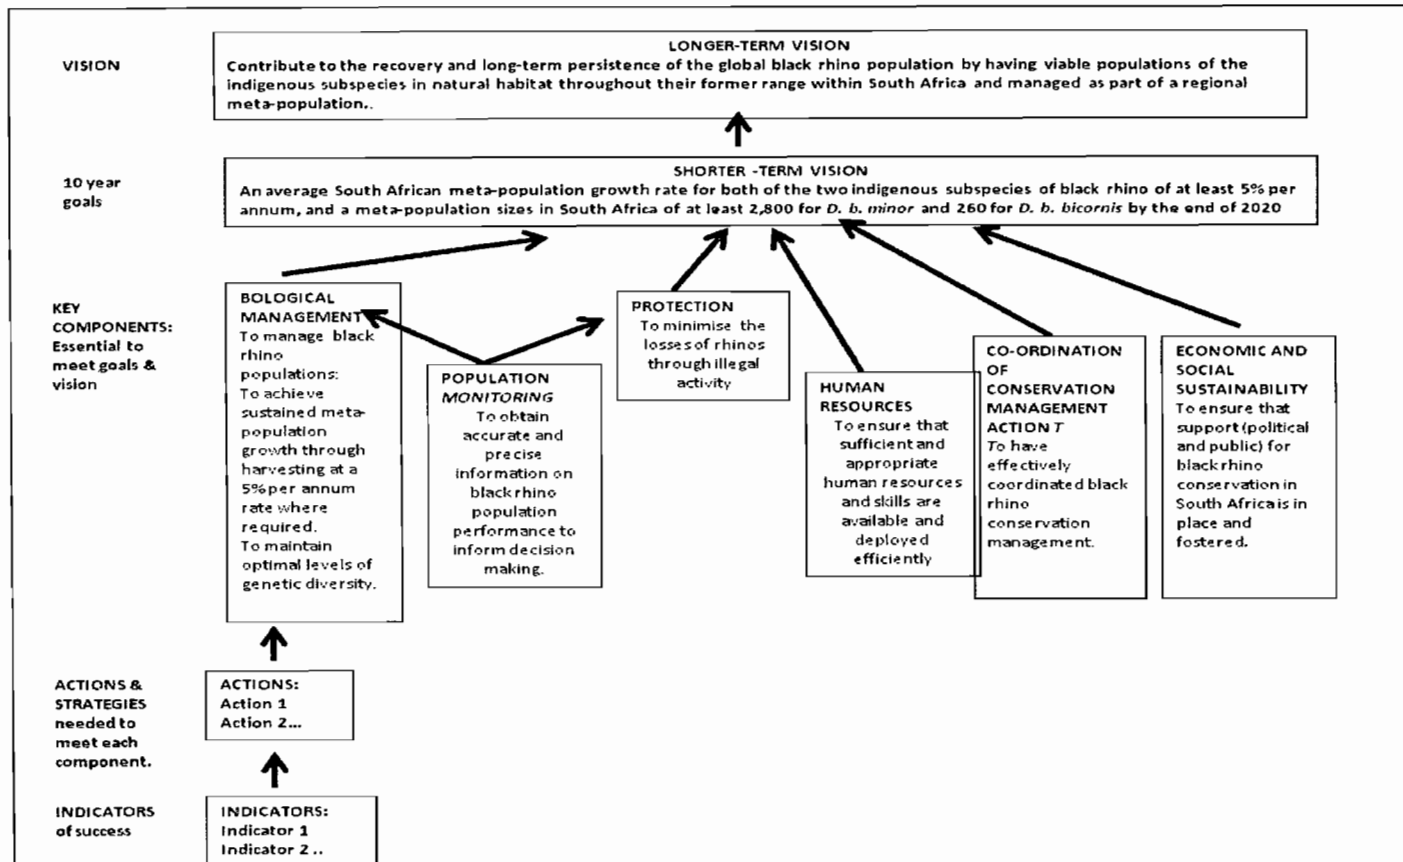 VISION
LONGER-TERM VISION
Contribute to the recovery and long-term persistence of the global black rhino population by having viable populations of the
indigenous subspecies in natural habitat throughout their former range within South Africa and managed as part of a regional
meta-population..
10 year
goals
SHORTER -TERM VISION
An average South African meta-population growth rate for both of the two indigenous subspecies of black rhino of at least 5% per
annum, and a meta-population sizes in South Africa of at least 2,800 for D. b. minor and 260 for D. b. bicornis by the end of 2020
KEY
COMPONENTS:
Essential to
meet goals &
vision
BOLOGICAL
MANAGEMENT
To manage black
rhino
populations:
To achieve
sustained meta-
population
growth through
harvesting at a
5% per annum
rate where
required.
To maintain
optimal levels of
genetic diversity.
POPULATION
MONITORING
To obtain
accurate and
precise
information on
black rhino
population
performance to
inform decision
making.
PROTECTION
To minimise the
losses of rhinos
through illegal
activity
HUMAN
RESOURCES
To ensure that
sufficient and
appropriate
human resources
and skills are
available and
deployed
efficiently
CO-ORDINATION
OF
CONSERVATION
MANAGEMENT
ACTION T
To have
effectively
coordinated black
rhino
conservation
management.
ECONOMIC AND
SOCIAL
SUSTAINABILITY
To ensure that
support (political
and public) for
black rhino
conservation in
South Africa is in
place and
fostered.
ACTIONS &
STRATEGIES
needed to
meet each
component.
ACTIONS:
Action 1
Action 2...
INDICATORS
of success
INDICATORS:
Indicator 1
Indicator 2 ..